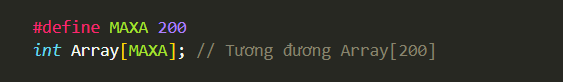 #define MAXA 200
int Array[MAXA]; // Tương đương Array[200]